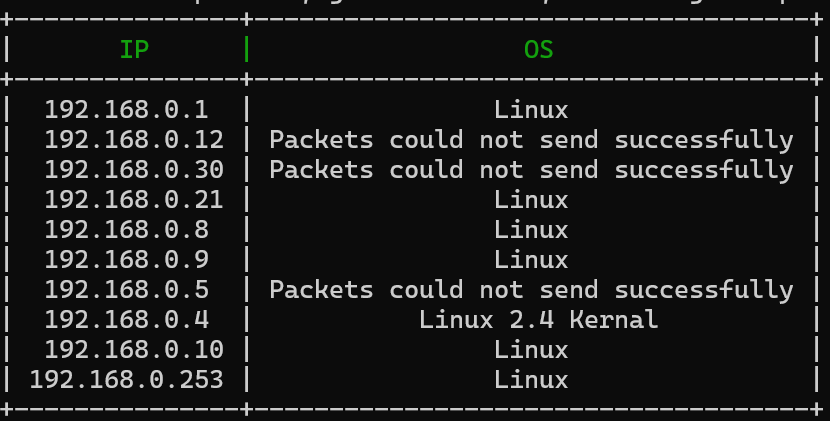 IP OS
192.168.0.1 Linux
192.168.0.12 Packets could not send successfully
192.168.0.30 Packets could not send successfully
192.168.0.21 Linux
192.168.0.8 Linux
192.168.0.9 Linux
192.168.0.5 Packets could not send successfully
192.168.0.4 Linux 2.4 Kernal
192.168.0.10 Linux
192.168.0.253 Linux